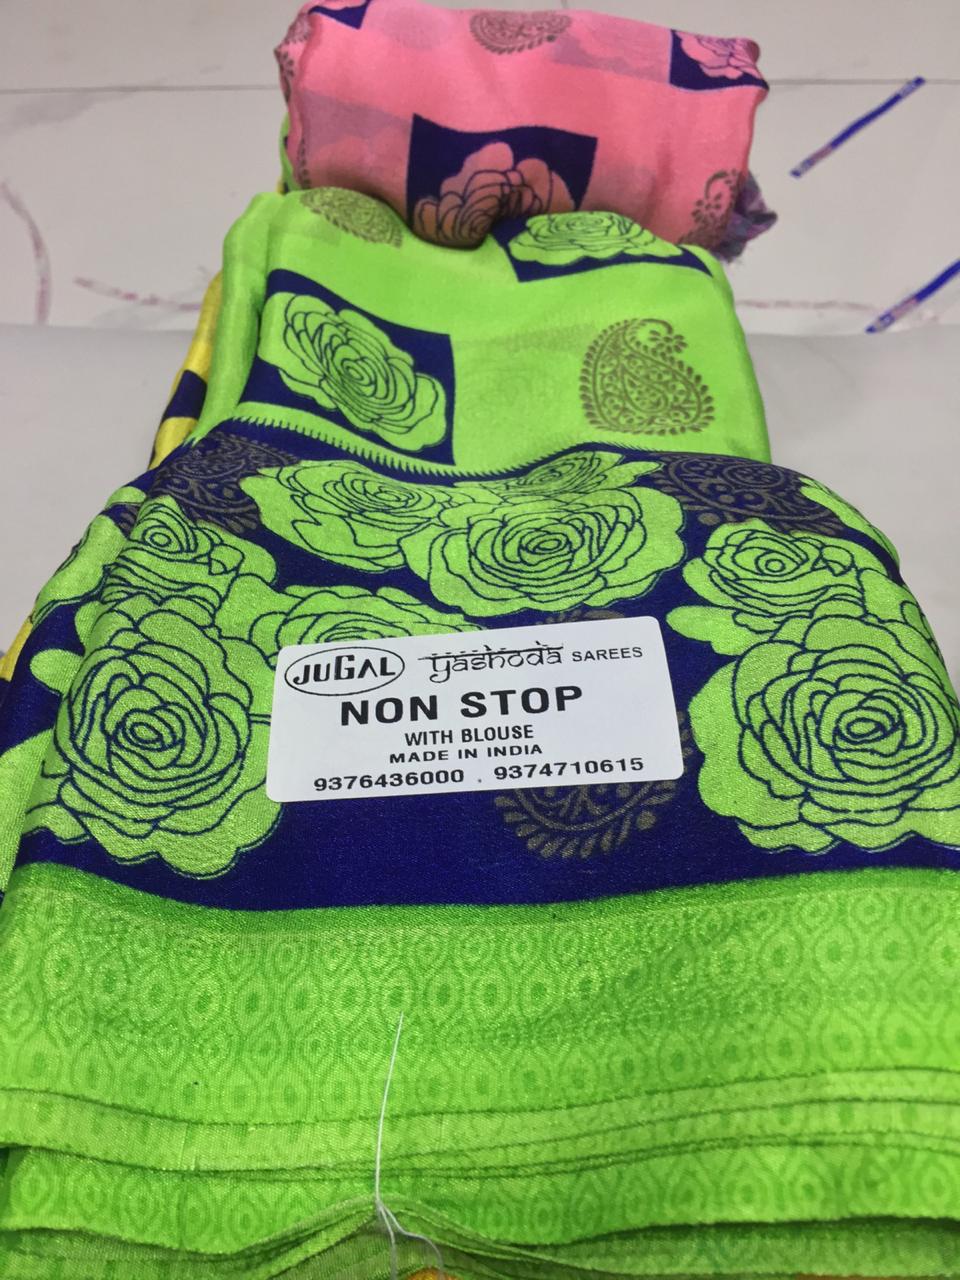 JUGAL yashoda SAREES
NON STOP
WITH BLOUSE
MADE IN INDIA
9376436000 . 9374710615